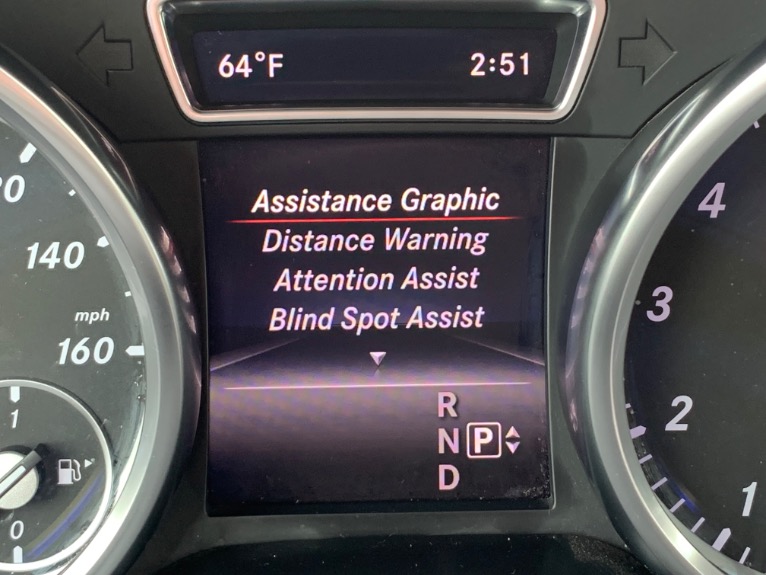 64°F 2:51
Assistance Graphic
Distance Warning
Attention Assist
Blind Spot Assist
R
N P
D
140
mph
160
1
0
4
3
2
1